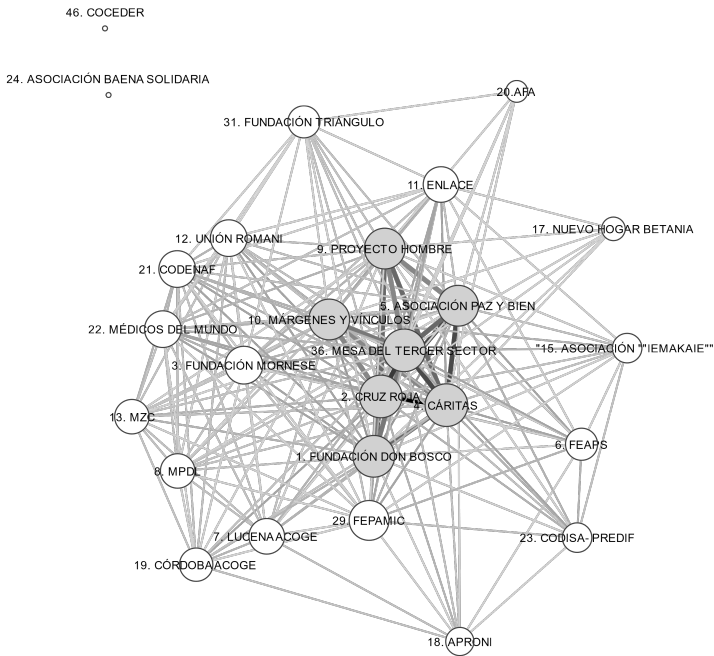 46. COCEDER
24. ASOCIACIÓN BAENA SOLIDARIA
20.AFA
31. FUNDACIÓN TRIÁNGULO
11. ENLACE
17. NUEVO HOGAR BETANIA
12. UNIÓN ROMANI
9. PROYECTO HOMBRE
21. CODENAF
5. ASOCIACIÓN PAZ Y BIEN
10. MÁRGENES Y VÍNCULOS
22. MÉDICOS DEL MUNDO
36. MESA DEL TERCER SECTOR
"15. ASOCIACIÓN ""IEMAKAIE""
3. FUNDACIÓN MORNESE
2. CRUZ ROJA
4. CÁRITAS
13. MZC
6. FEAPS
1. FUNDACIÓN DON BOSCO
8. MPDL
29. FEPAMIC
7. LUCENA ACOGE
23. CODISA- PREDIF
19. CÓRDOBA ACOGE
18. APRONI